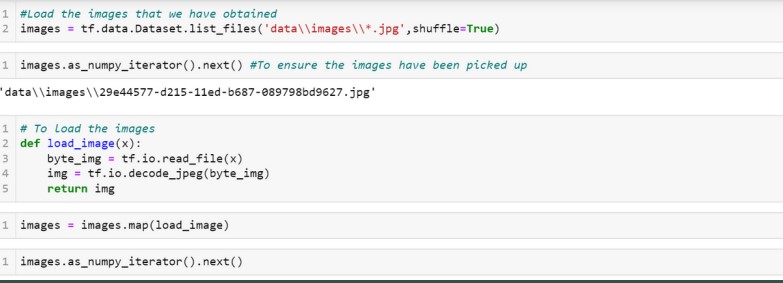 1 #Load the images that we have obtained
2 images = tf.data.Dataset.list_files('data\\images\\*.jpg',shuffle=True)
1 images.as_numpy_iterator().next() #To ensure the images have been picked up
'data\\images\\29e44577-d215-11ed-b687-089798bd9627.jpg'
1 # To Load the images
2 def load_image(x):
3 byte_img = tf.io.read_file(x)
4 img = tf.io.decode_jpeg(byte_img)
5 return img
1 images = images.map(load_image)
1 images.as_numpy_iterator().next()